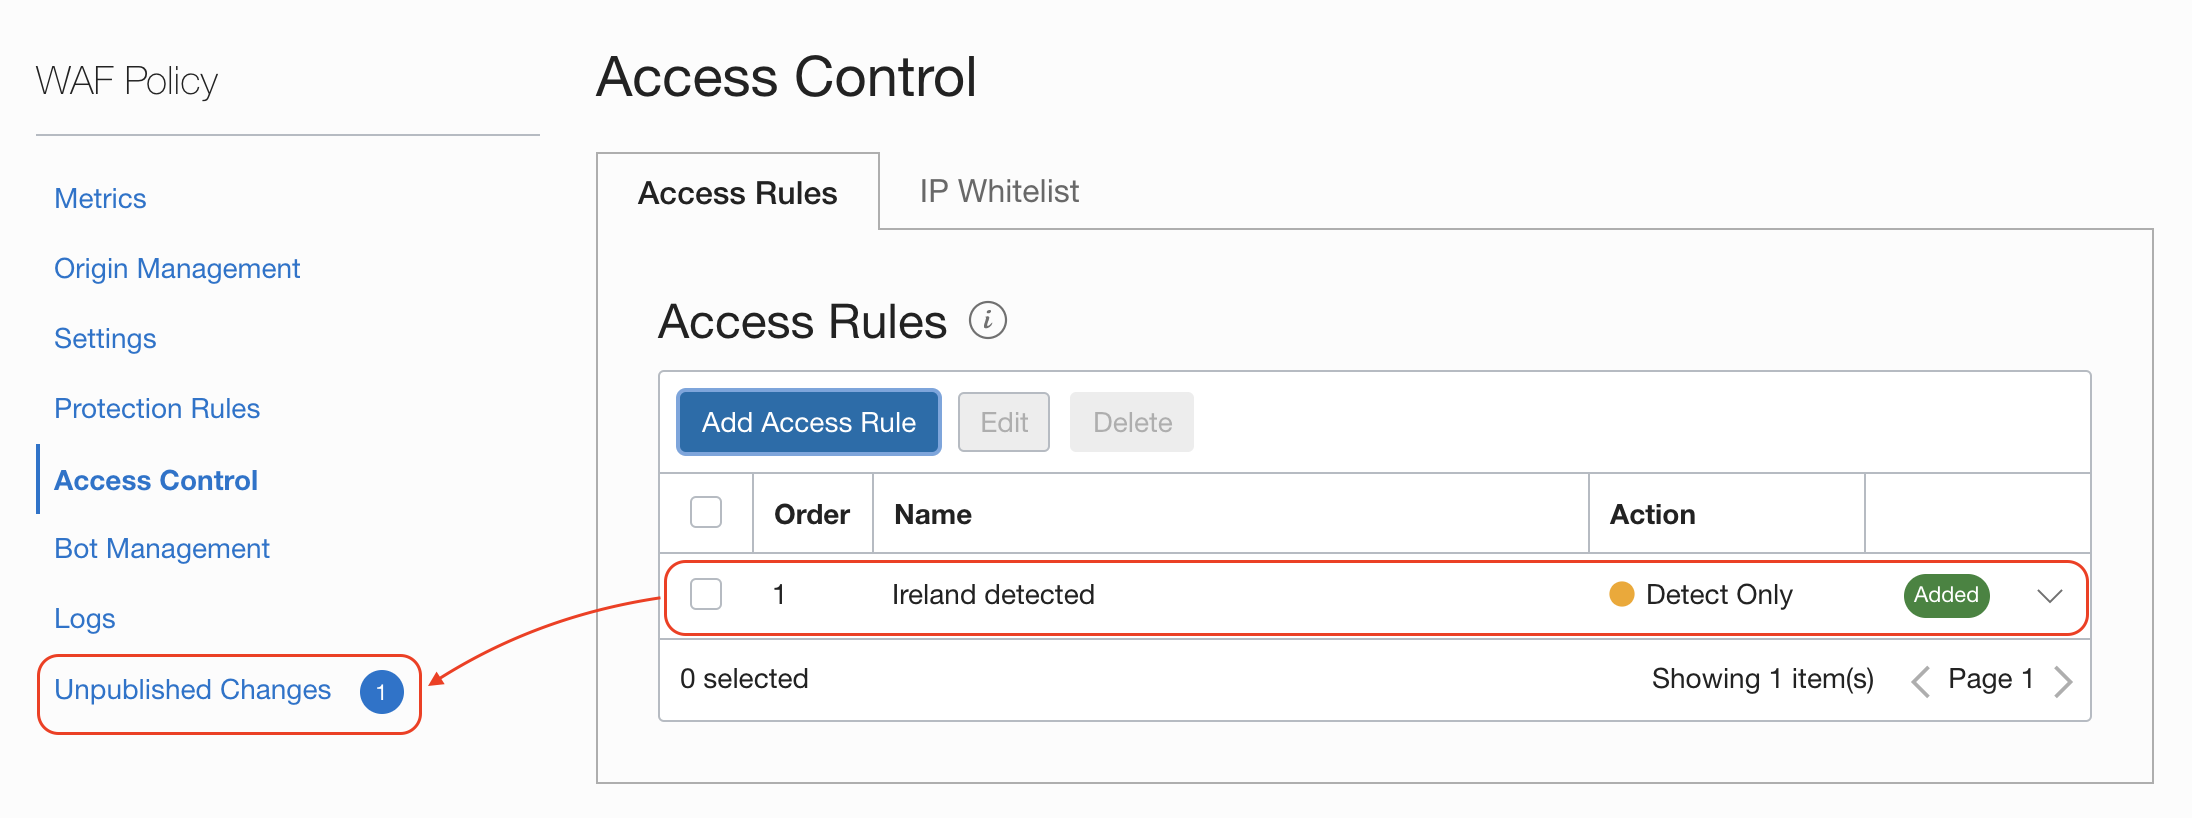 WAF Policy
Metrics
Origin Management
Settings
Protection Rules
Access Control
Bot Management
Logs
Unpublished Changes 1
Access Control
Access Rules IP Whitelist
Access Rules i
Add Access Rule Edit Delete
Order Name Action
1 Ireland detected Detect Only Added
0 selected Showing 1 item(s) Page 1